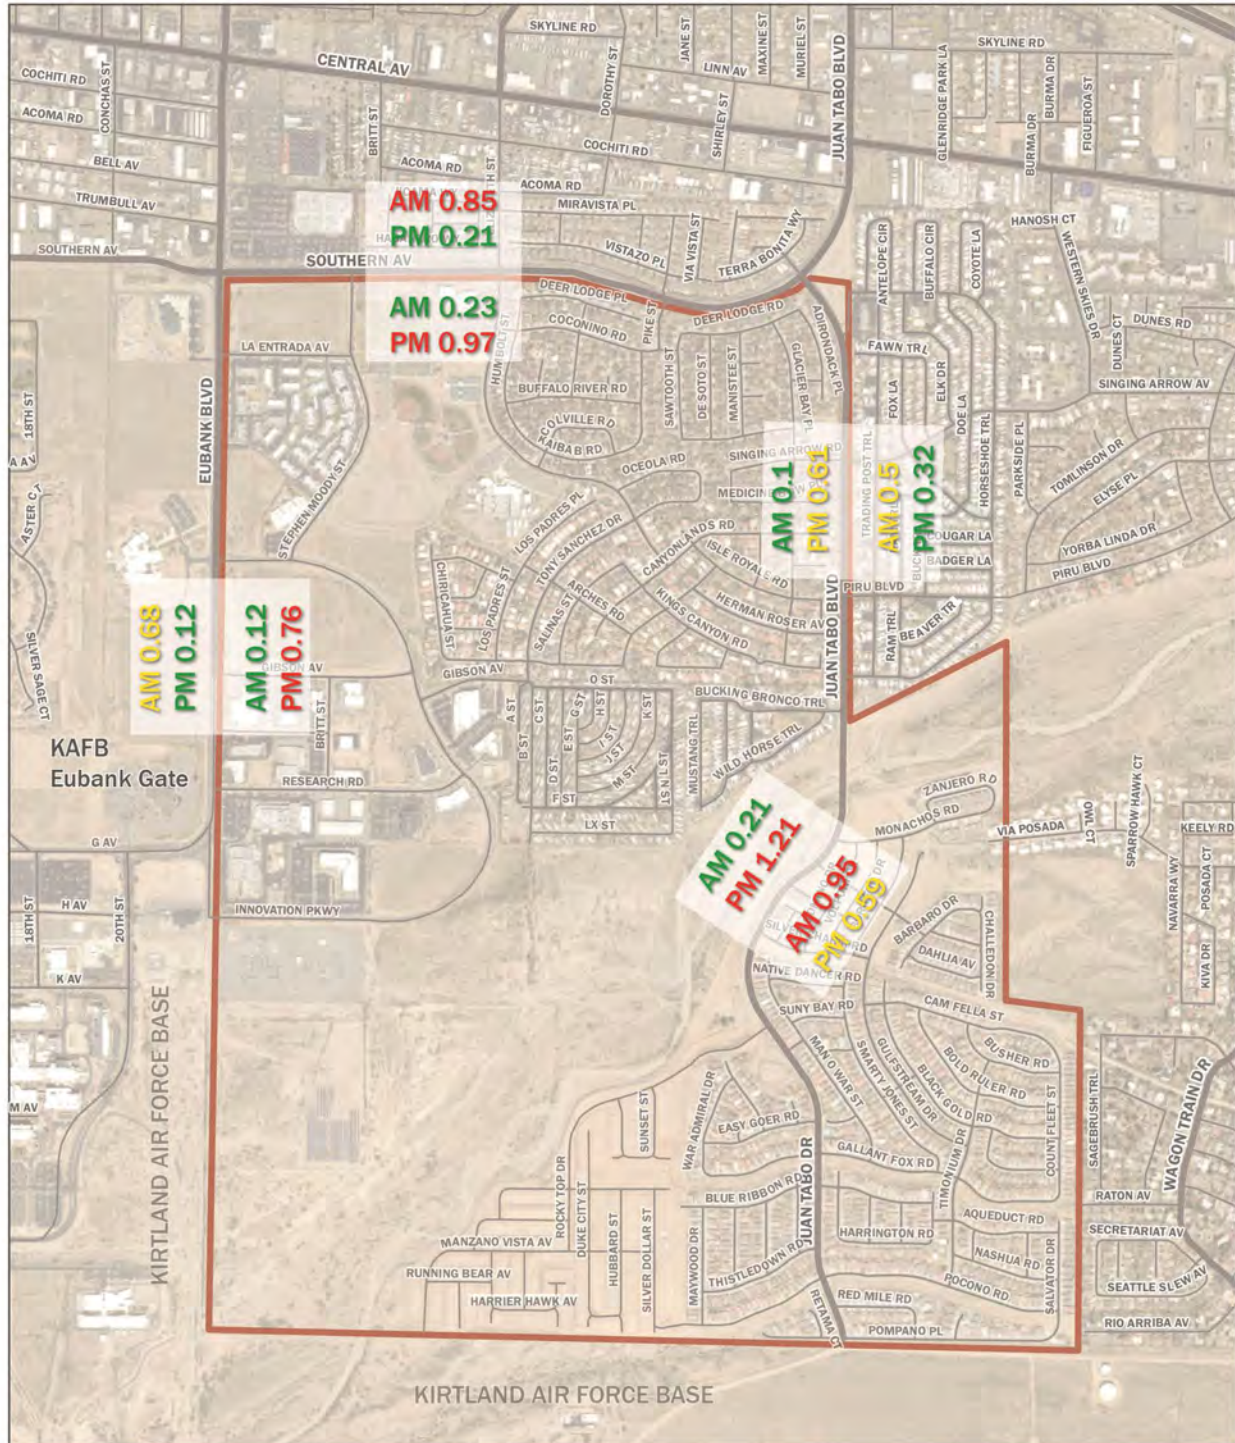 SKYLINE RD
JANE ST
MAXINE ST
MURIEL ST
JUAN TABO BLVD
SKYLINE RD
CENTRAL AV
DOROTHY ST
LINN AV
GLENRIDGE PARK LA
BURMA DR
BURMA DR
FIGUEROA ST
COCHITI RD
CONCHAS ST
ACOMA RD
BRITT ST
SHIRLEY ST
COCHITI RD
BELL AV
ACOMA RD
ACOMA RD
TRUMBULL AV
AM 0.85
PM 0.21
MIRAVISTA PL
HANOSH CT
SOUTHERN AV
SOUTHERN AV
VISTAZO PL
VIA VISTA ST
TERRA BONITA WY
ANTELOPE CIR
BUFFALO CIR
COYOTE LA
WESTERN SKIES DR
AM 0.23
PM 0.97
DEER LODGE PL
DEER LODGE RD
PIKE ST
COCONINO RD
HUMBOLT ST
ADIRONDACK PL
GLACIER BAY PL
FAWN TRL
DUNES CT
DUNES RD
LA ENTRADA AV
EUBANK BLVD
18TH ST
BUFFALO RIVER RD
SAWTOOTH ST
DE SOTO ST
MANISTEE ST
FOX LA
ELK DR
DOE LA
SINGING ARROW AV
COLVILLE RD
KAIBAB RD
HORSESHOE TRL
PARKSIDE PL
A AV
OCEOLA RD
SINGING ARROW RD
TOMLINSON DR
ELYSE PL
ASTER CT
STEPHEN MOODY ST
LOS PADRES PL
TONY SANCHEZ DR
AM 0.1
PM 0.61
TRADING POST TRL
AM 0.5
PM 0.32
COUGAR LA
BADGER LA
YORBA LINDA DR
PIRU BLVD
PIRU BLVD
CANYONLANDS RD
ISLE ROYALE RD
HERMAN ROSER AV
KINGS CANYON RD
ARCHES RD
SALINAS ST
LOS PADRES ST
CHIRICAHUA ST
JUAN TABO BLVD
RAM TRL
BEAVER TR
SILVER SAGE CT
AM 0.68
PM 0.12
AM 0.12
PM 0.76
GIBSON AV
GIBSON AV
O ST
BUCKING BRONCO TRL
KAFB
Eubank Gate
BRITT ST
A ST
B ST
C ST
D ST
E ST
F ST
G ST
H ST
I ST
J ST
K ST
M ST
N ST
L ST
MUSTANG TRL
WILD HORSE TRL
RESEARCH RD
LX ST
ZANJERO RD
MONACHOS RD
VIA POSADA
OWL CT
SPARROW HAWK CT
KEELY RD
G AV
AM 0.21
PM 1.21
AM 0.95
PM 0.59
NAVARRA WY
POSADA CT
KIVA DR
18TH ST
H AV
20TH ST
INNOVATION PKWY
BARBARO DR
DAHLIA AV
CHALLEDON DR
K AV
NATIVE DANCER RD
SUNY BAY RD
CAM FELLA ST
KIRTLAND AIR FORCE BASE
MAN O WAR ST
SMARTY JONES ST
GULFSTREAM DR
BLACK GOLD RD
BOLD RULER RD
BUSHER RD
COUNT FLEET ST
SAGEBRUSH TRL
WAGON TRAIN DR
M AV
SUNSET ST
WAR ADMIRAL DR
EASY GOER RD
GALLANT FOX RD
TIMONIUM DR
JUAN TABO DR
BLUE RIBBON RD
RATON AV
ROCKY TOP DR
DUKE CITY ST
HUBBARD ST
SILVER DOLLAR ST
MAYWOOD DR
HARRINGTON RD
AQUEDUCT RD
SECRETARIAT AV
MANZANO VISTA AV
THISTLEDOWN RD
NASHUA RD
RUNNING BEAR AV
POCONO RD
SALVATOR DR
SEATTLE SLEW AV
HARRIER HAWK AV
RED MILE RD
RETAMA CT
POMPANO PL
RIO ARRIBA AV
KIRTLAND AIR FORCE BASE